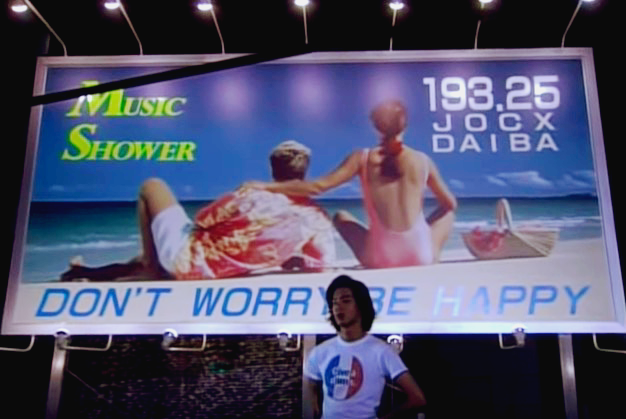 MUSIC
SHOWER
193.25
JOCX
DAIBA
DON'T WORRY BE HAPPY